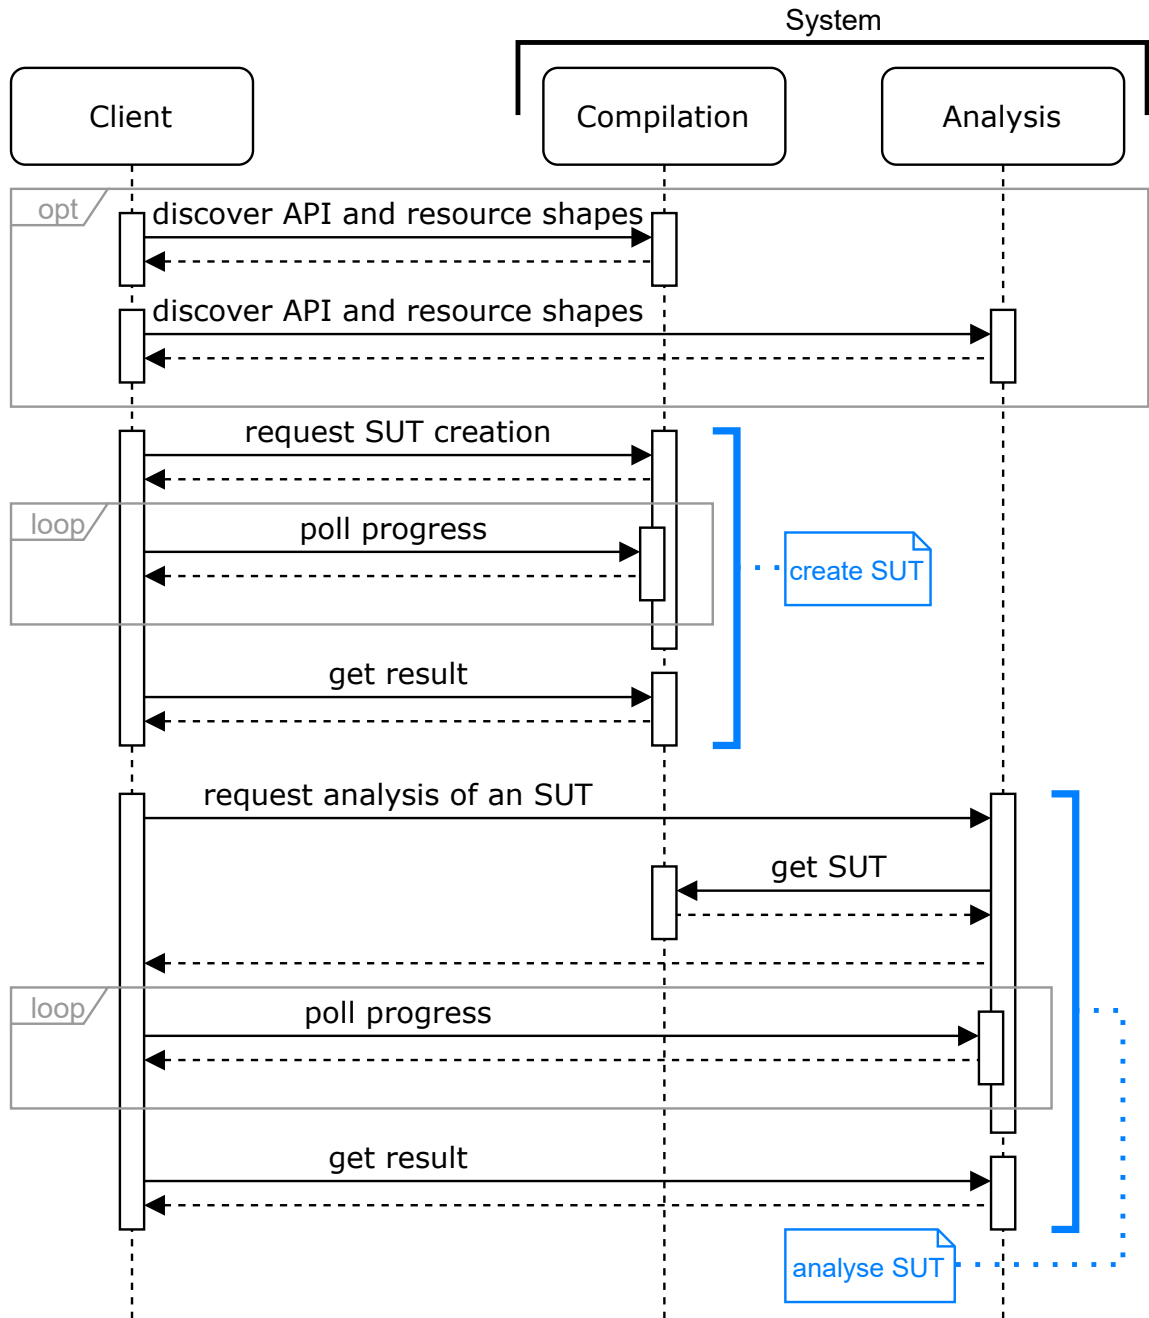 System
Client
Compilation
Analysis
opt
discover API and resource shapes
discover API and resource shapes
request SUT creation
loop
poll progress
create SUT
get result
request analysis of an SUT
get SUT
loop
poll progress
get result
analyse SUT